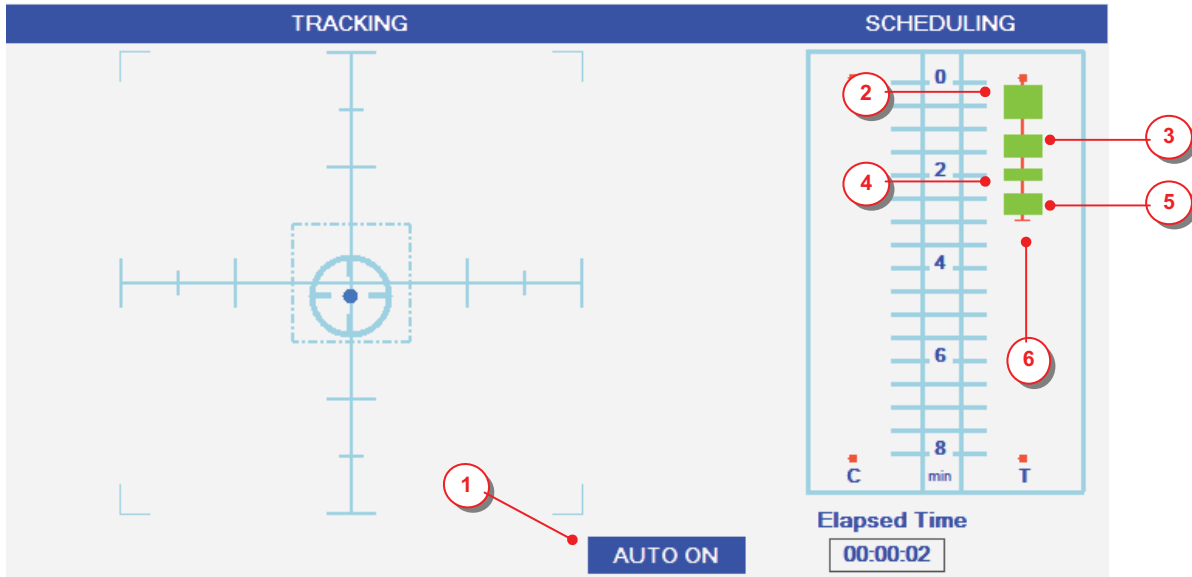 TRACKING
SCHEDULING
0
2
3
2
4
5
4
6
6
8
C
min
T
1
Elapsed Time
AUTO ON
00:00:02